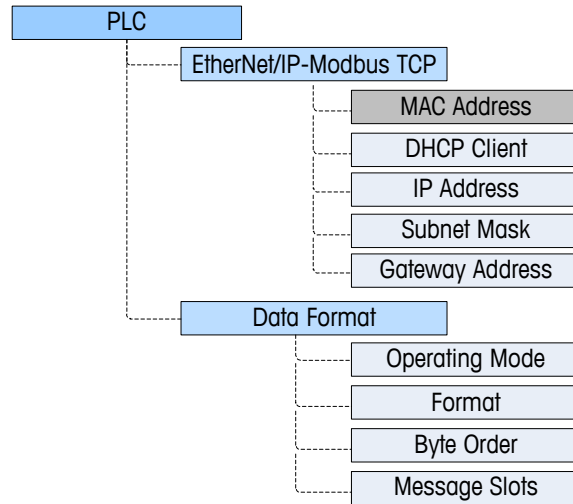 PLC
EtherNet/IP-Modbus TCP
MAC Address
DHCP Client
IP Address
Subnet Mask
Gateway Address
Data Format
Operating Mode
Format
Byte Order
Message Slots